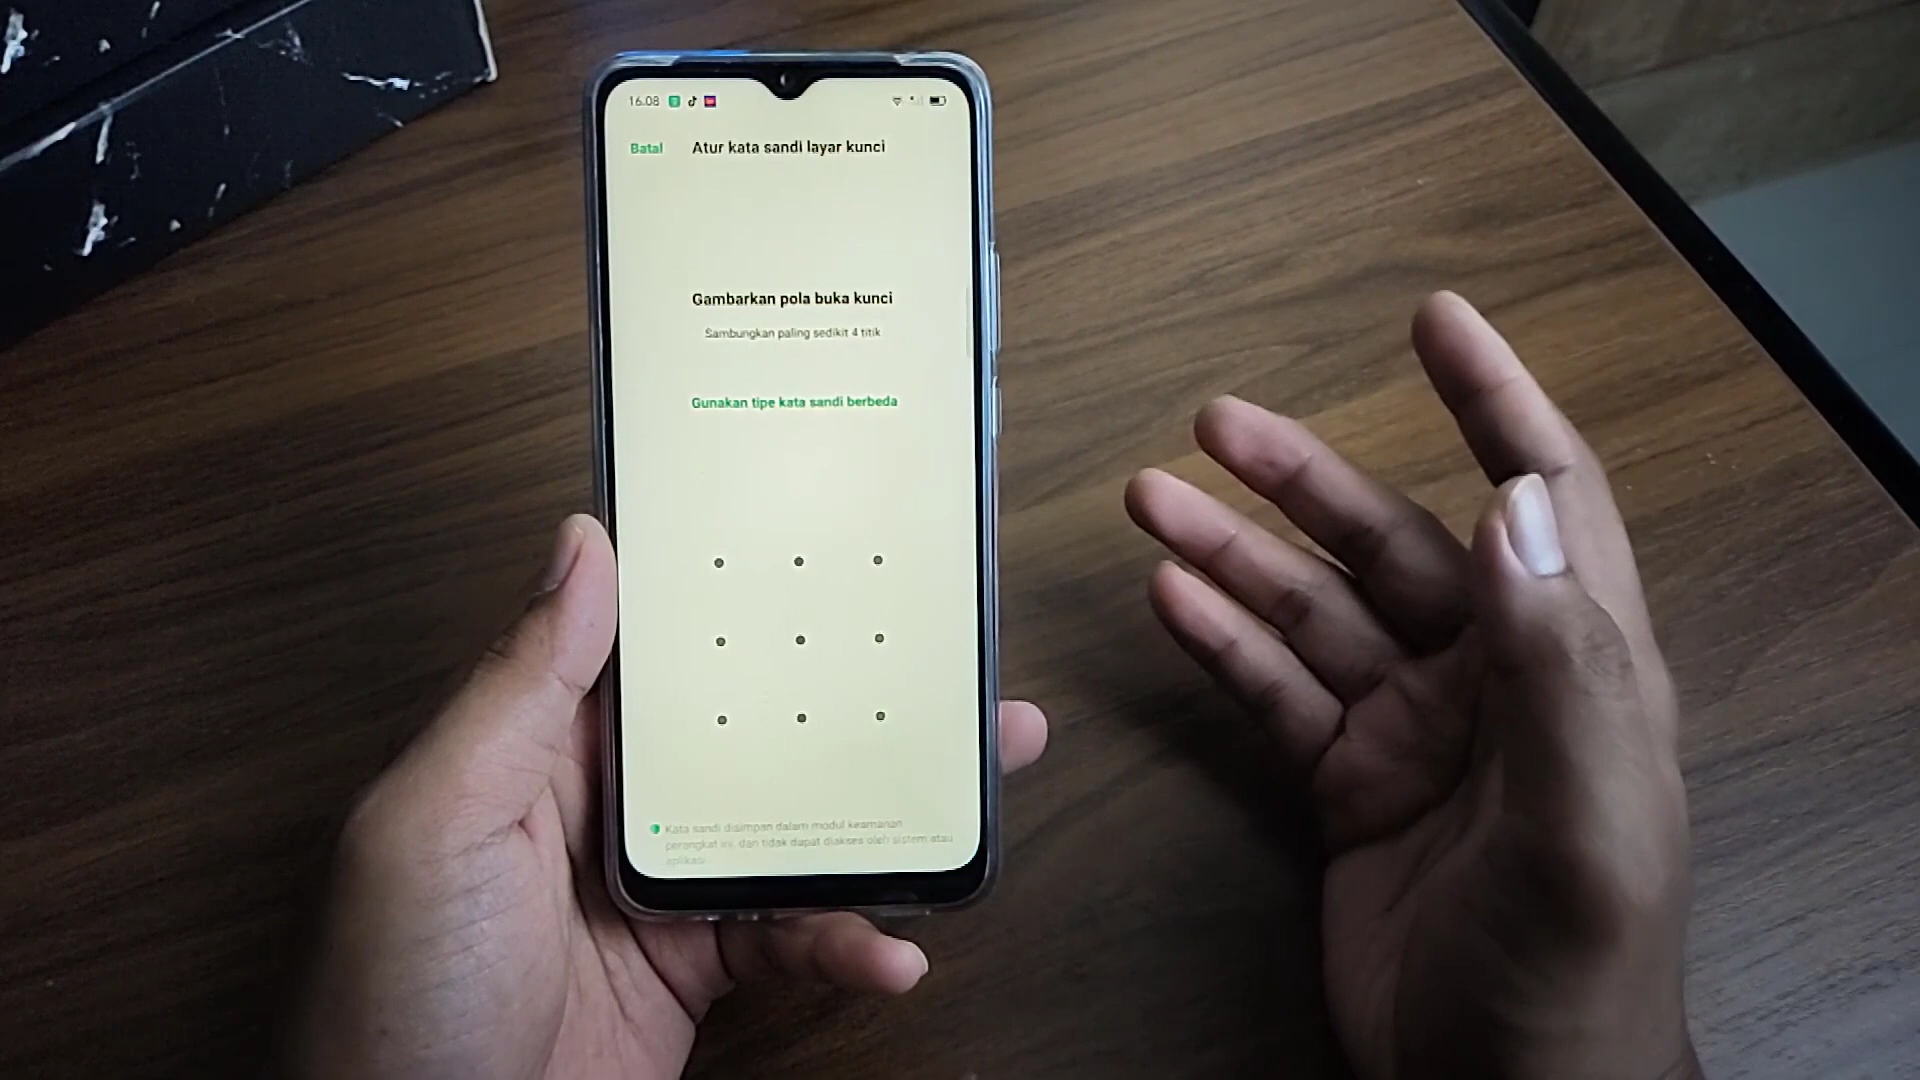 16.08
Batal Atur kata sandi layar kunci
Gambarkan pola buka kunci
Sambungkan paling sedikit 4 titik
Gunakan tipe kata sandi berbeda
Kata sandi disimpan dalam modul keamanan
perangkat ini, dan tidak dapat diakses oleh sistem atau
aplikasi